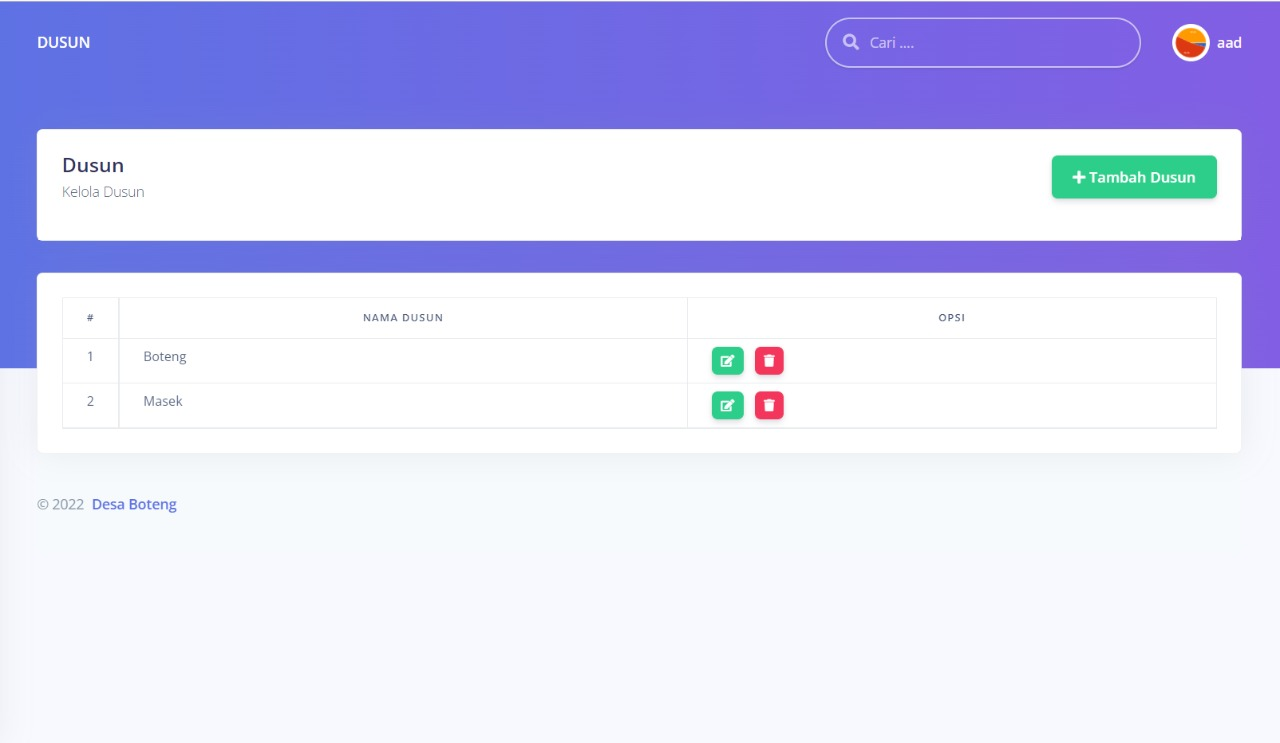 DUSUN
Cari ....
aad
Dusun
Kelola Dusun
Tambah Dusun
# NAMA DUSUN OPSI
1 Boteng
2 Masek
© 2022 Desa Boteng